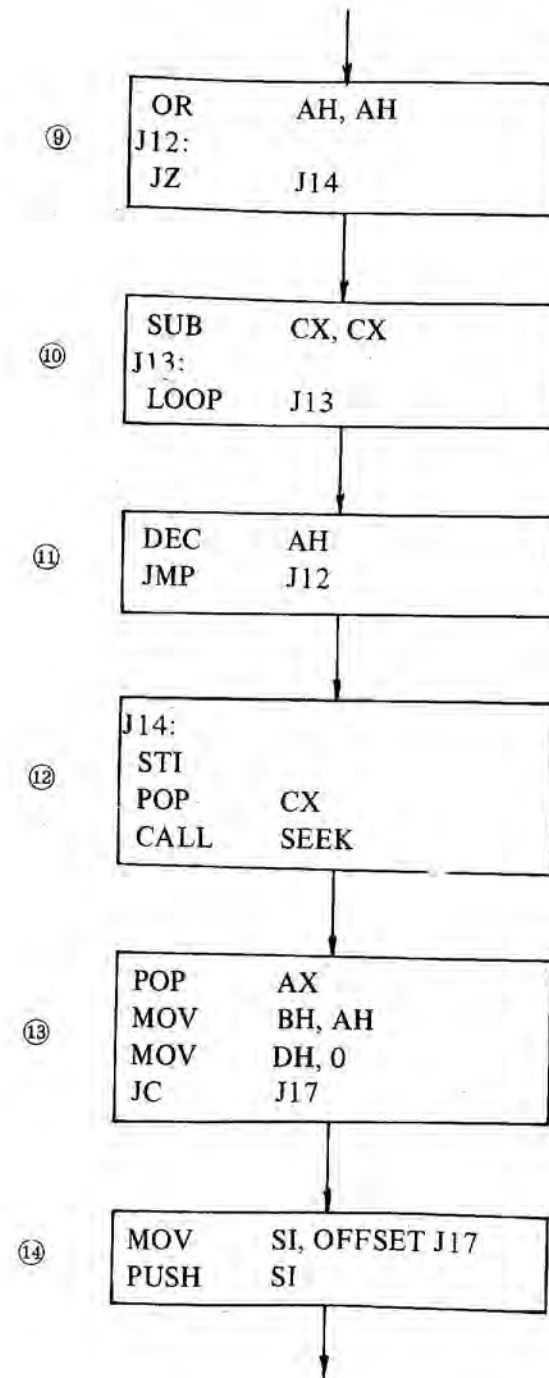 ⑨
OR AH, AH
J12:
JZ J14
⑩
SUB CX, CX
J13:
LOOP J13
⑪
DEC AH
JMP J12
⑫
J14:
STI
POP CX
CALL SEEK
⑬
POP AX
MOV BH, AH
MOV DH, 0
JC J17
⑭
MOV SI, OFFSET J17
PUSH SI